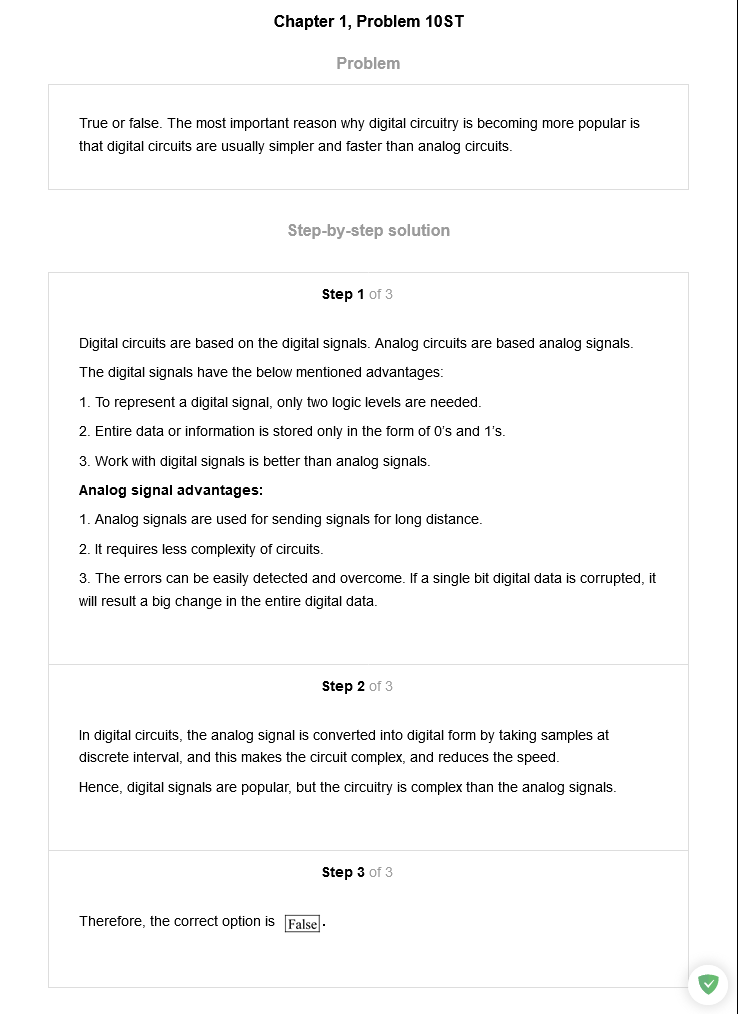 Chapter 1, Problem 10ST
Problem
True or false. The most important reason why digital circuitry is becoming more popular is
that digital circuits are usually simpler and faster than analog circuits.
Step-by-step solution
Step 1 of 3
Digital circuits are based on the digital signals. Analog circuits are based analog signals.
The digital signals have the below mentioned advantages:
1. To represent a digital signal, only two logic levels are needed.
2. Entire data or information is stored only in the form of 0's and 1's.
3. Work with digital signals is better than analog signals.
Analog signal advantages:
1. Analog signals are used for sending signals for long distance.
2. It requires less complexity of circuits.
3. The errors can be easily detected and overcome. If a single bit digital data is corrupted, it
will result a big change in the entire digital data.
Step 2 of 3
In digital circuits, the analog signal is converted into digital form by taking samples at
discrete interval, and this makes the circuit complex, and reduces the speed.
Hence, digital signals are popular, but the circuitry is complex than the analog signals.
Step 3 of 3
Therefore, the correct option is False.